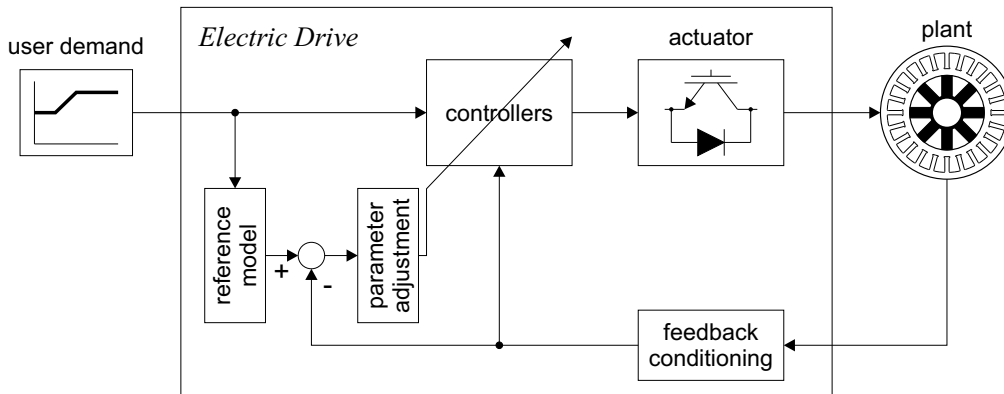 user demand
Electric Drive
actuator
plant
controllers
reference
model
+
-
parameter
adjustment
feedback
conditioning